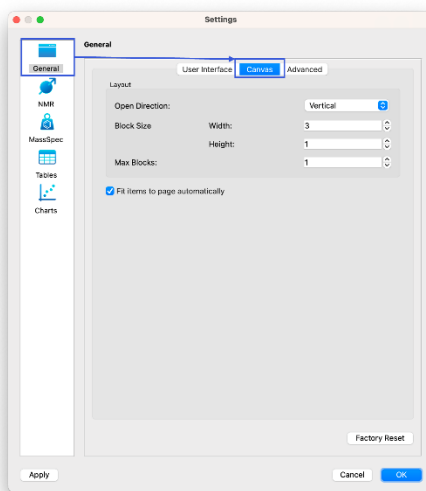 Settings
General
General
NMR
MassSpec
Tables
Charts
User Interface Canvas Advanced
Layout
Open Direction: Vertical
Block Size Width: 3
Height: 1
Max Blocks: 1
Fit items to page automatically
Factory Reset
Apply Cancel OK